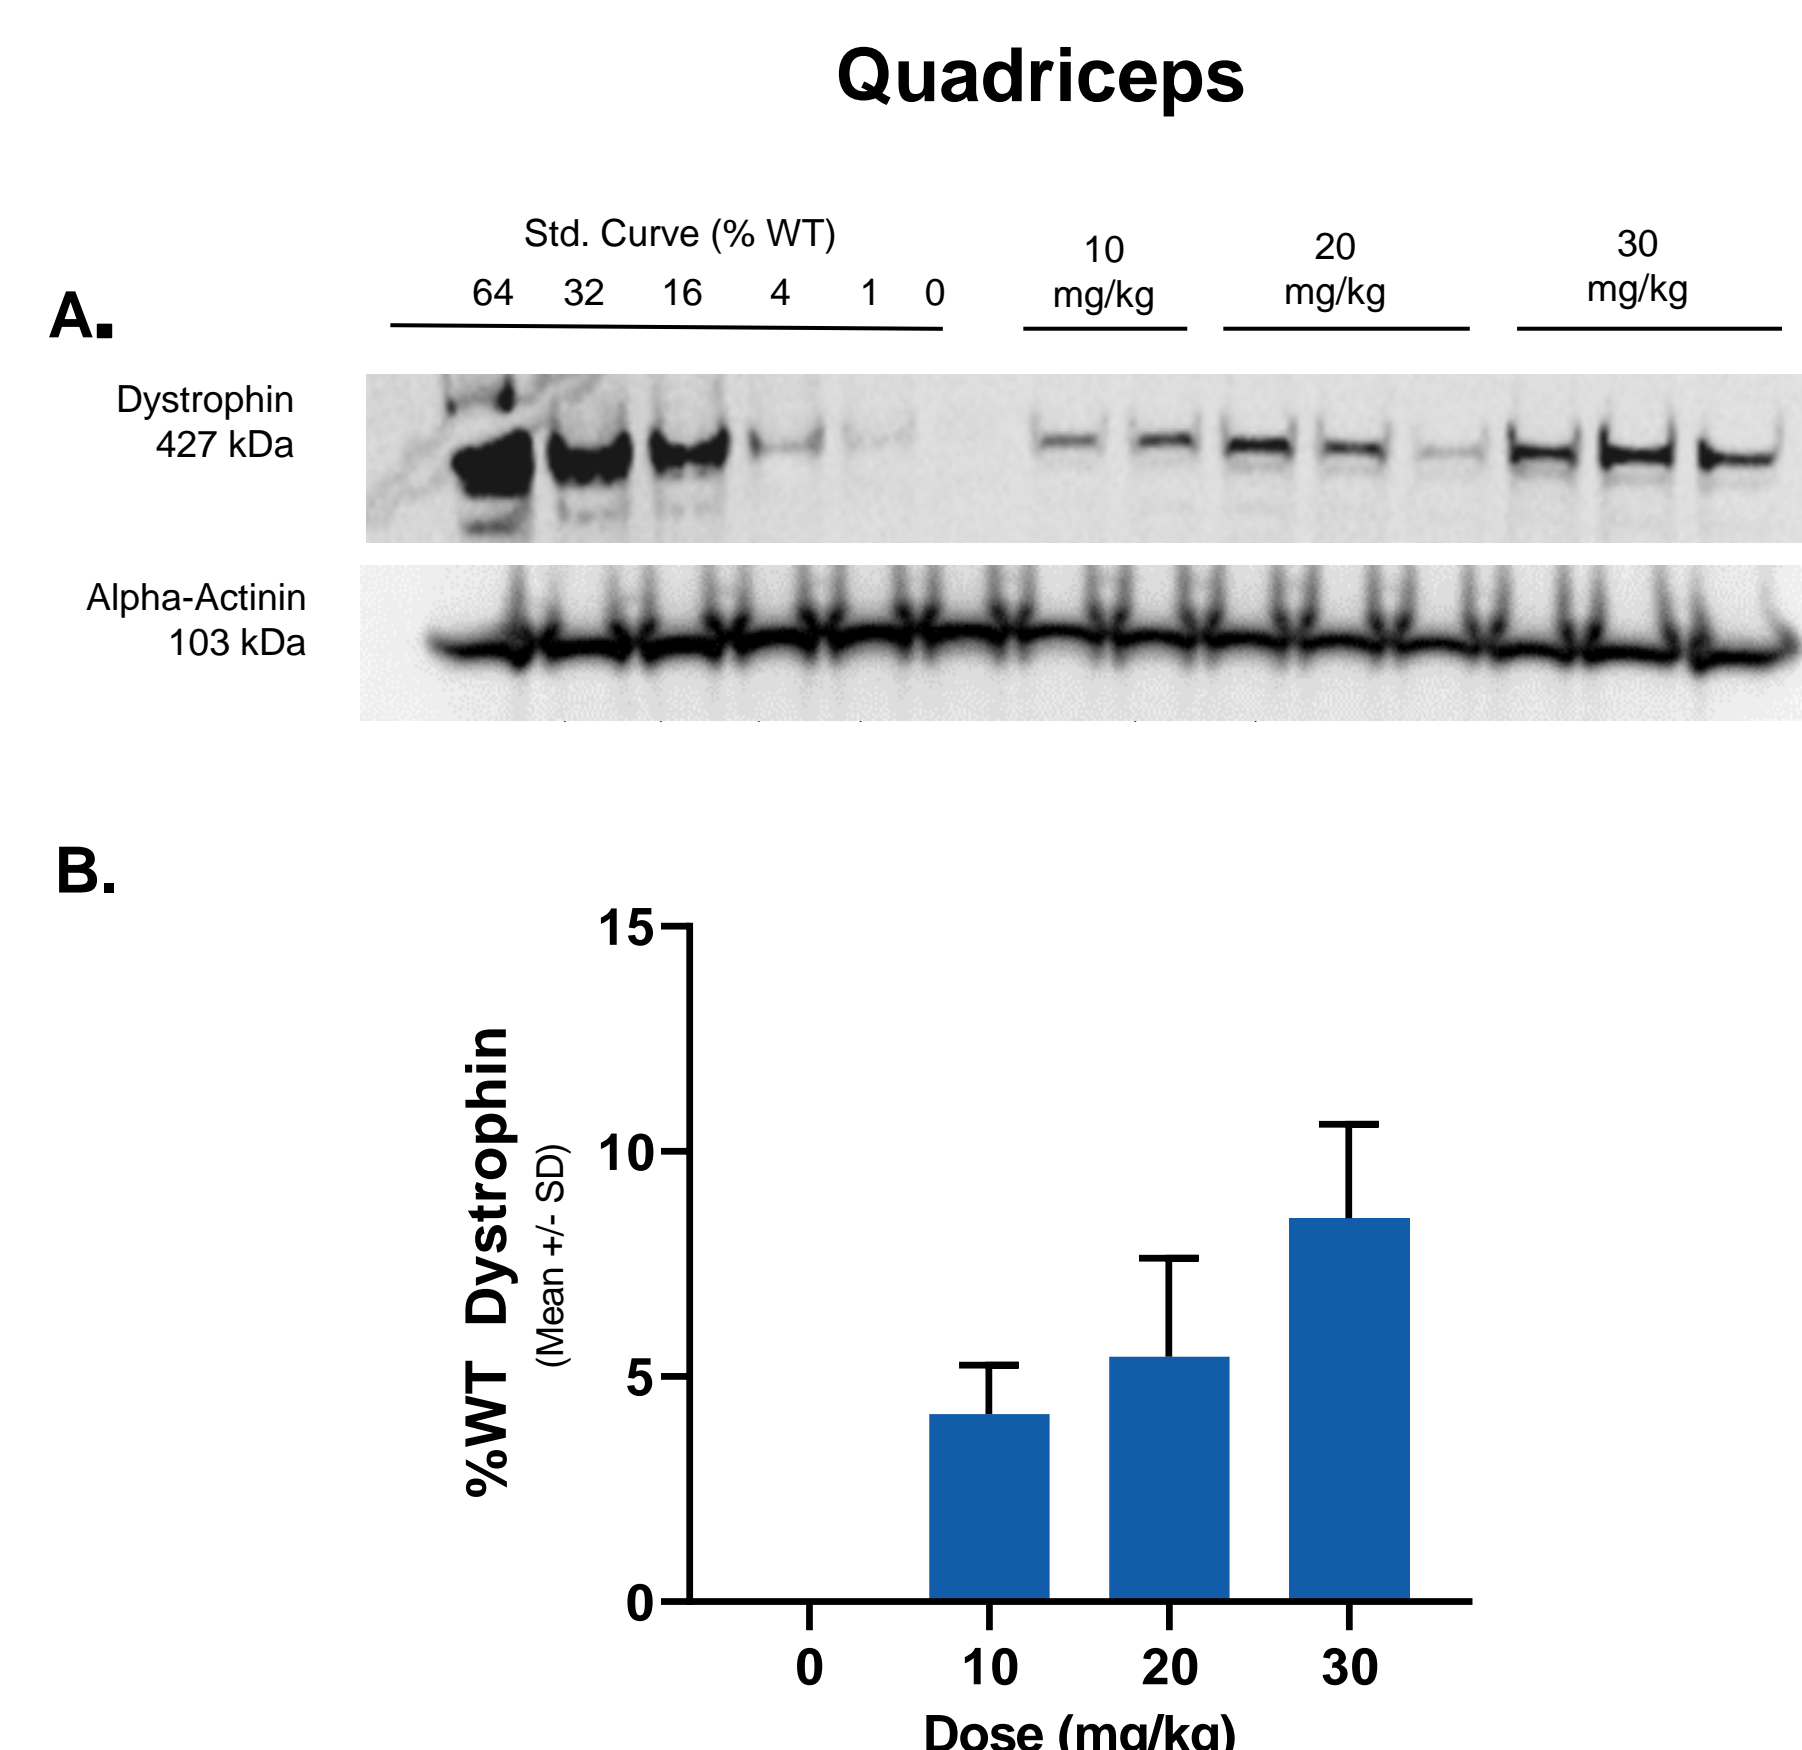 Quadriceps
Std. Curve (% WT)
64 32 16 4 1 0
10
mg/kg
20
mg/kg
30
mg/kg
A.
Dystrophin
427 kDa
Alpha-Actinin
103 kDa
B.
%WT Dystrophin
(Mean +/- SD)
15
10
5
0
0 10 20 30
Dose (mg/kg)